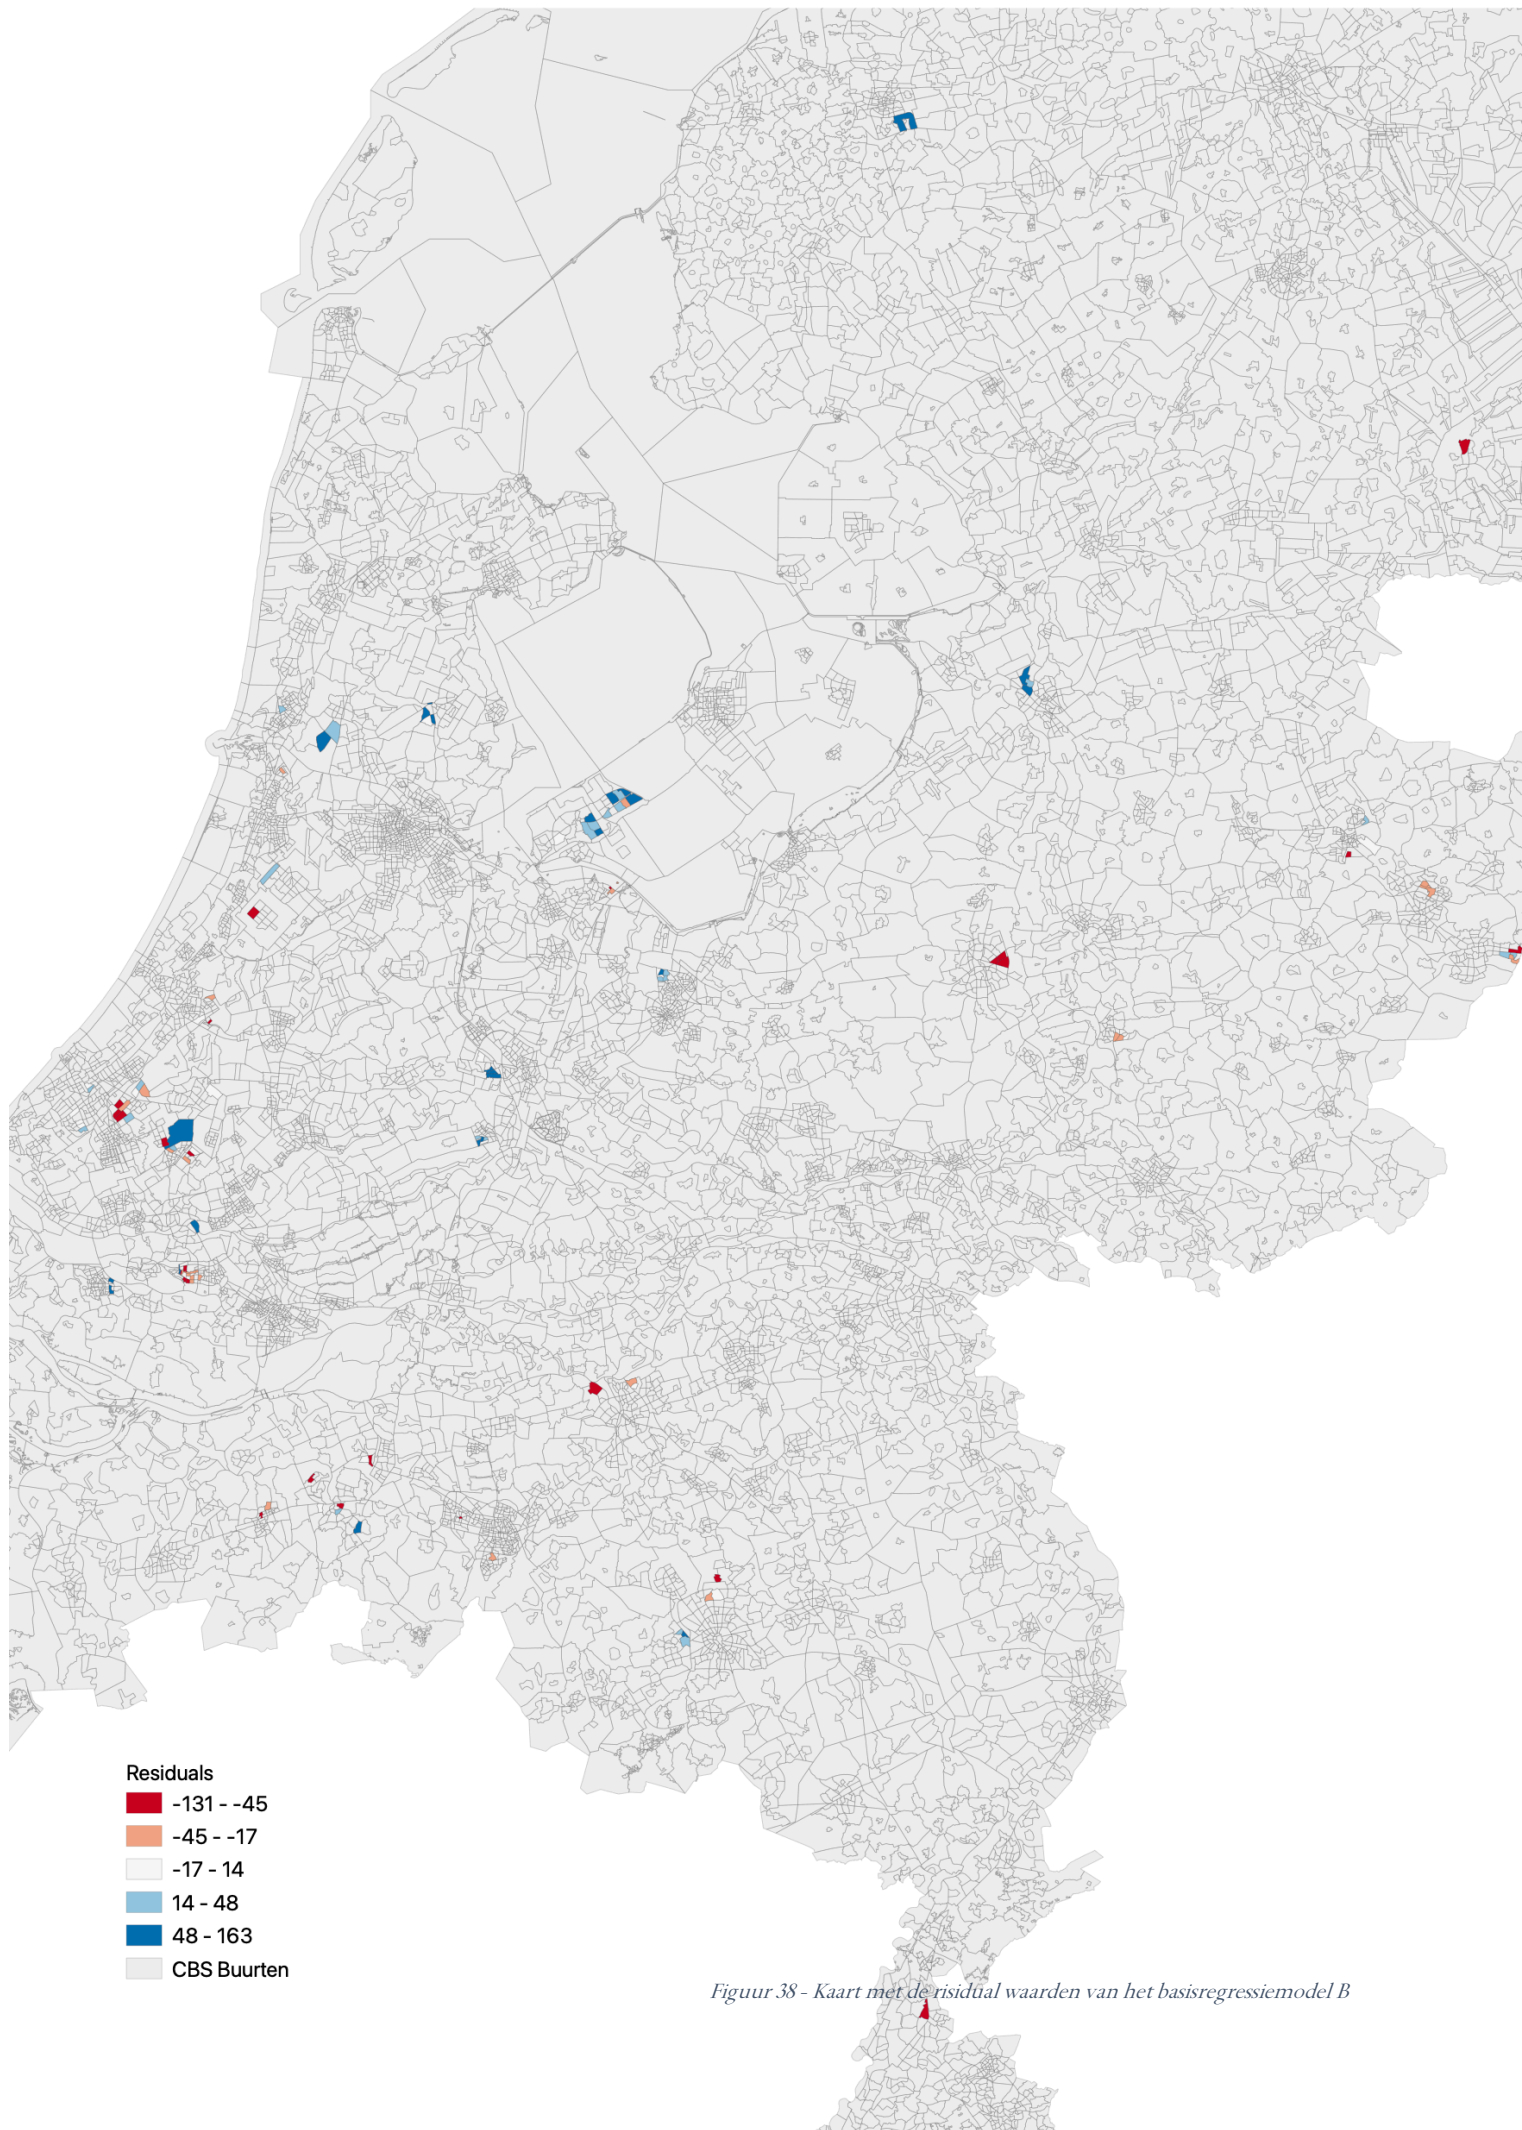 Residuals
-131 - -45
-45 - -17
-17 - 14
14 - 48
48 - 163
CBS Buurten
Figuur 38 - Kaart met de risidual waarden van het basisregressiemodel B